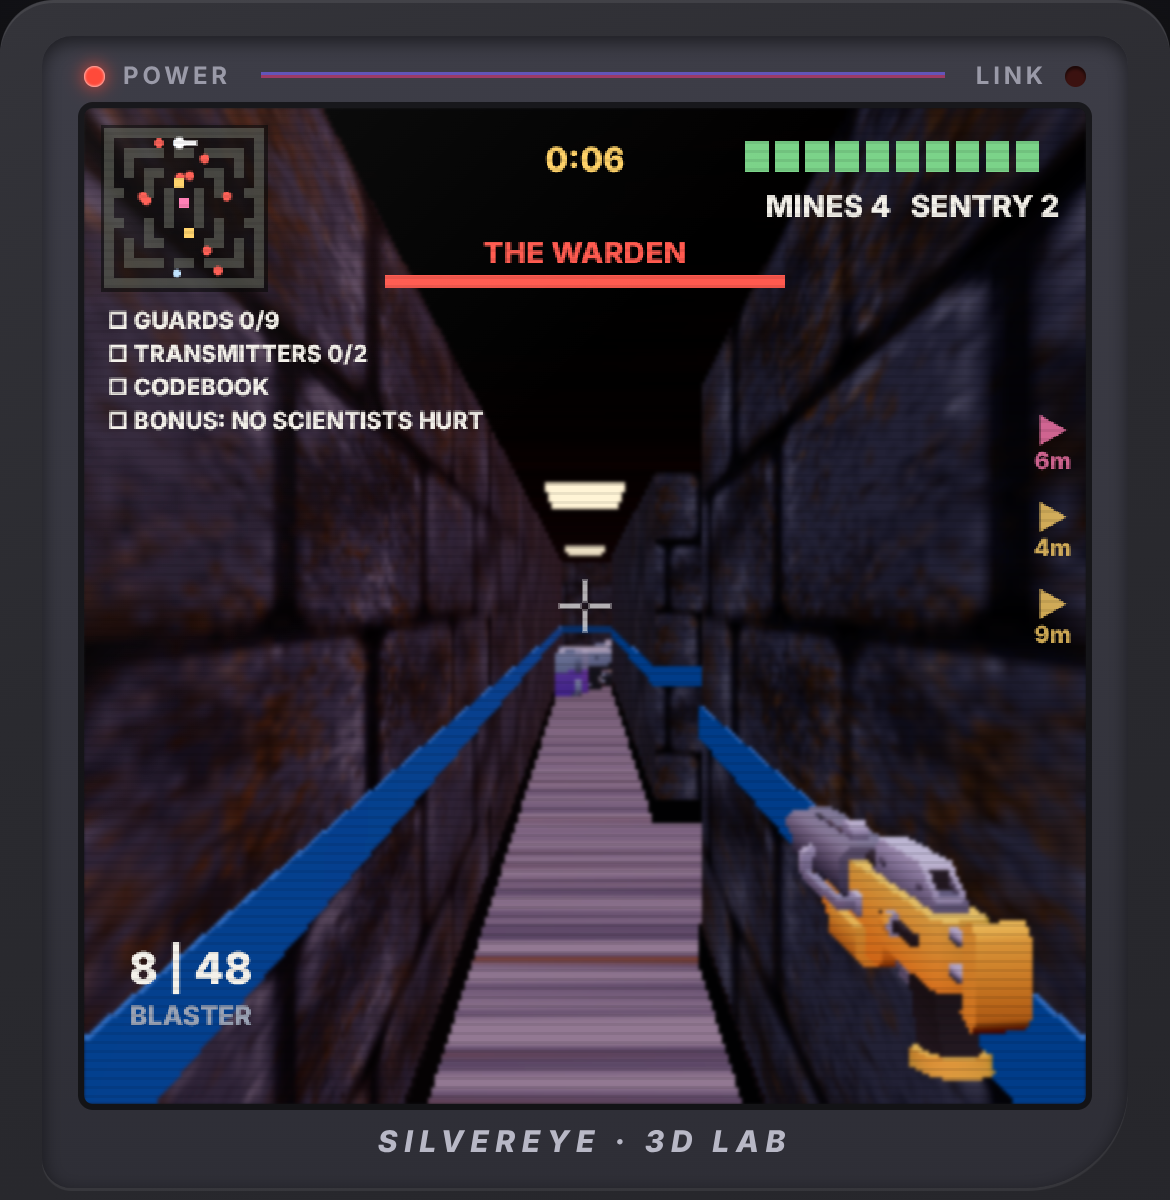 POWER LINK
0:06
MINES 4 SENTRY 2
THE WARDEN
GUARDS 0/9
TRANSMITTERS 0/2
CODEBOOK
BONUS: NO SCIENTISTS HURT
6m
4m
9m
8 | 48
BLASTER
SILVEREYE · 3D LAB